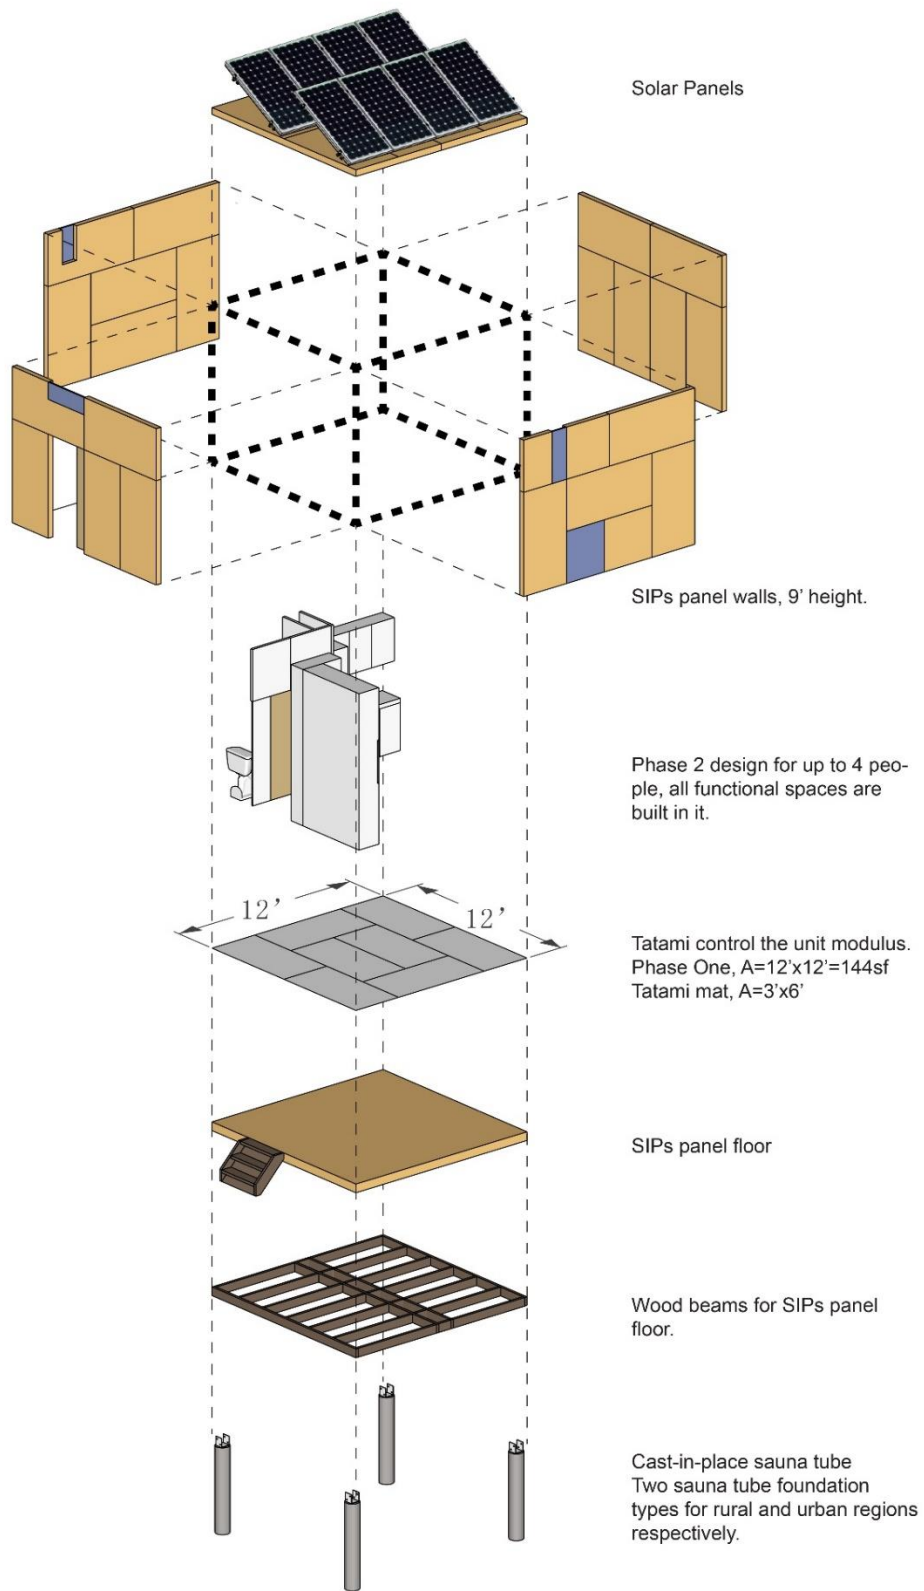 Solar Panels
SIPs panel walls, 9’ height.
Phase 2 design for up to 4 peo-
ple, all functional spaces are
built in it.
12’
12’
Tatami control the unit modulus.
Phase One, A=12’x12’=144sf
Tatami mat, A=3’x6’
SIPs panel floor
Wood beams for SIPs panel
floor.
Cast-in-place sauna tube
Two sauna tube foundation
types for rural and urban regions
respectively.